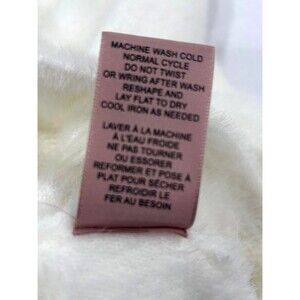 MACHINE WASH COLD
NORMAL CYCLE
DO NOT TWIST
OR WRING AFTER WASH
RESHAPE AND
LAY FLAT TO DRY
COOL IRON AS NEEDED
LAVER À LA MACHINE
À L'EAU FROIDE
NE PAS TOURNER
OU ESSORER
REFORMER ET POSE À
PLAT POUR SÉCHER
REFROIDIR LE
FER AU BESOIN